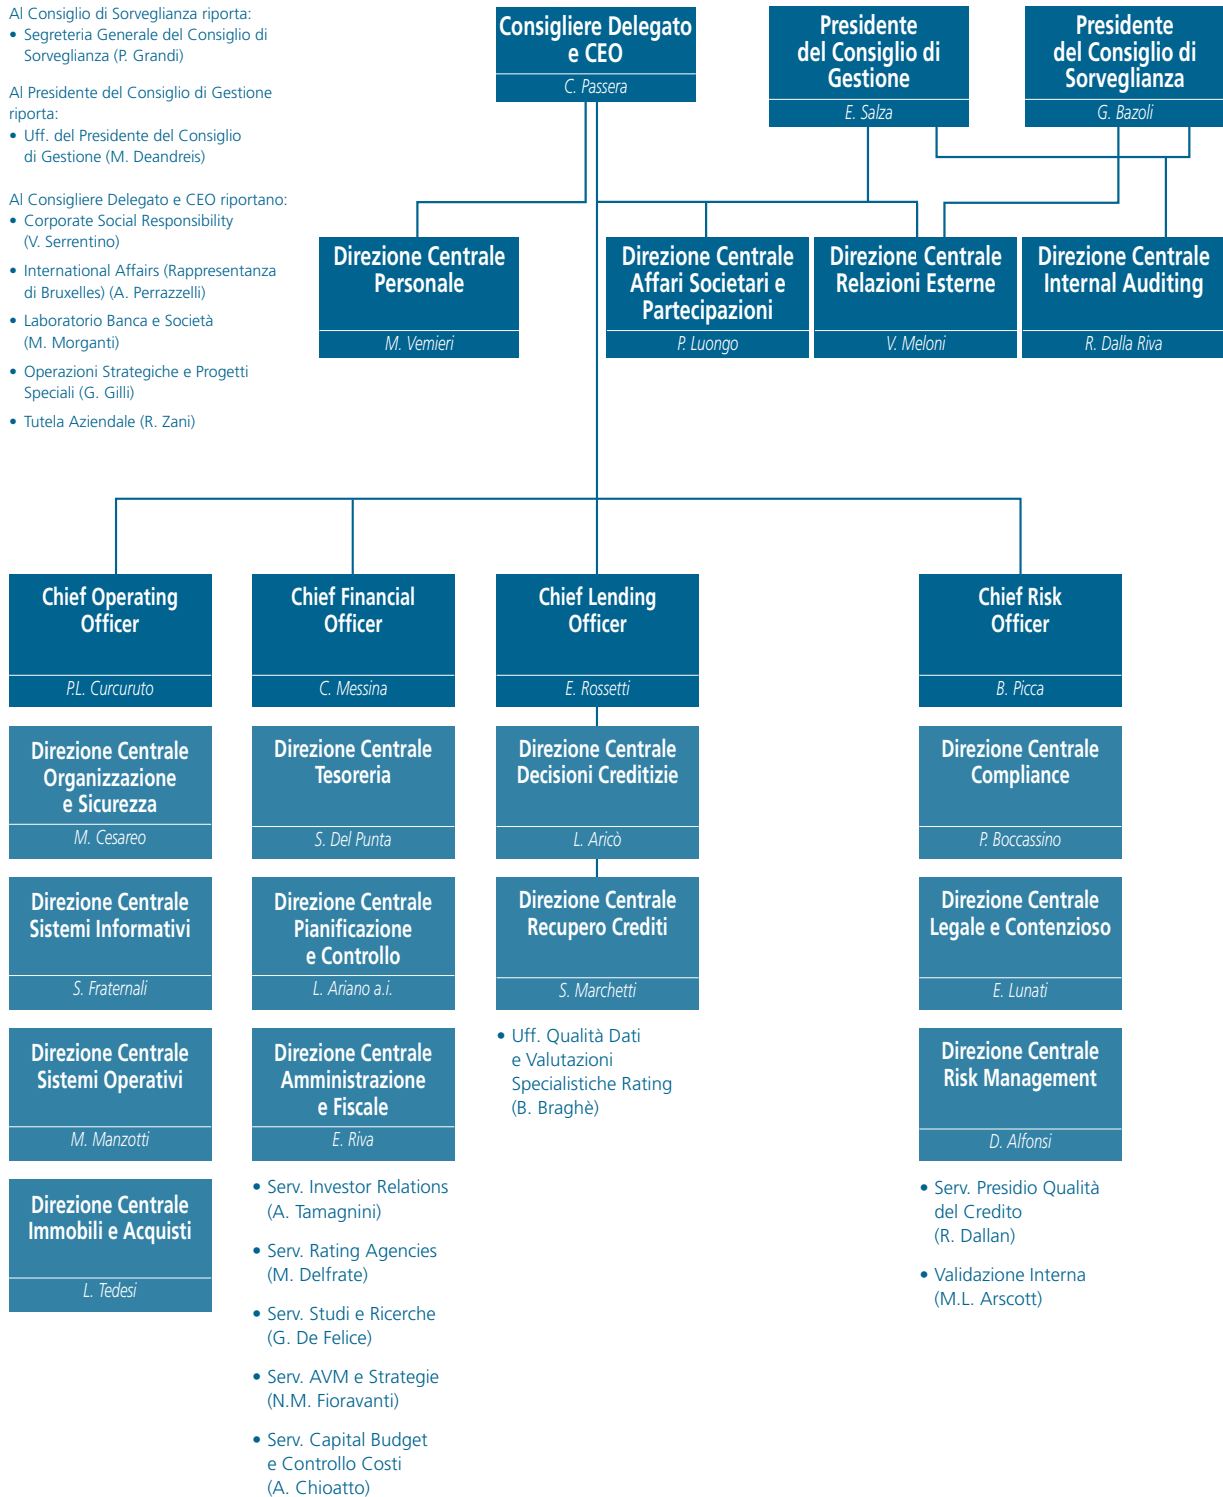 Al Consiglio di Sorveglianza riporta:
• Segreteria Generale del Consiglio di
Sorveglianza (P. Grandi)
Al Presidente del Consiglio di Gestione
riporta:
• Uff. del Presidente del Consiglio
di Gestione (M. Deandreis)
Al Consigliere Delegato e CEO riportano:
• Corporate Social Responsibility
(V. Serrentino)
• International Affairs (Rappresentanza
di Bruxelles) (A. Perrazzelli)
• Laboratorio Banca e Società
(M. Morganti)
• Operazioni Strategiche e Progetti
Speciali (G. Gilli)
• Tutela Aziendale (R. Zani)
Consigliere Delegato
e CEO
C. Passera
Presidente
del Consiglio di
Gestione
E. Salza
Presidente
del Consiglio di
Sorveglianza
G. Bazoli
Direzione Centrale
Personale
M. Vemieri
Direzione Centrale
Affari Societari e
Partecipazioni
P. Luongo
Direzione Centrale
Relazioni Esterne
V. Meloni
Direzione Centrale
Internal Auditing
R. Dalla Riva
Chief Operating
Officer
P.L. Curcuruto
Direzione Centrale
Organizzazione
e Sicurezza
M. Cesareo
Direzione Centrale
Sistemi Informativi
S. Fraternali
Direzione Centrale
Sistemi Operativi
M. Manzotti
Direzione Centrale
Immobili e Acquisti
L. Tedesi
Chief Financial
Officer
C. Messina
Direzione Centrale
Tesoreria
S. Del Punta
Direzione Centrale
Pianificazione
e Controllo
L. Ariano a.i.
Direzione Centrale
Amministrazione
e Fiscale
E. Riva
• Serv. Investor Relations
(A. Tamagnini)
• Serv. Rating Agencies
(M. Delfrate)
• Serv. Studi e Ricerche
(G. De Felice)
• Serv. AVM e Strategie
(N.M. Fioravanti)
• Serv. Capital Budget
e Controllo Costi
(A. Chioatto)
Chief Lending
Officer
E. Rossetti
Direzione Centrale
Decisioni Creditizie
L. Aricò
Direzione Centrale
Recupero Crediti
S. Marchetti
• Uff. Qualità Dati
e Valutazioni
Specialistiche Rating
(B. Braghè)
Chief Risk
Officer
B. Picca
Direzione Centrale
Compliance
P. Boccassino
Direzione Centrale
Legale e Contenzioso
E. Lunati
Direzione Centrale
Risk Management
D. Alfonsi
• Serv. Presidio Qualità
del Credito
(R. Dallan)
• Validazione Interna
(M.L. Arscott)